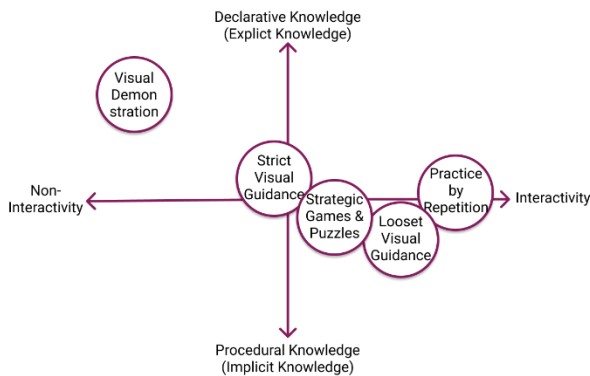 Declarative Knowledge
(Explict Knowledge)
Visual
Demon
stration
Strict
Visual
Guidance
Practice
by
Repetition
Non-
Interactivity
Strategic
Games &
Puzzles
Interactivity
Looset
Visual
Guidance
Procedural Knowledge
(Implicit Knowledge)